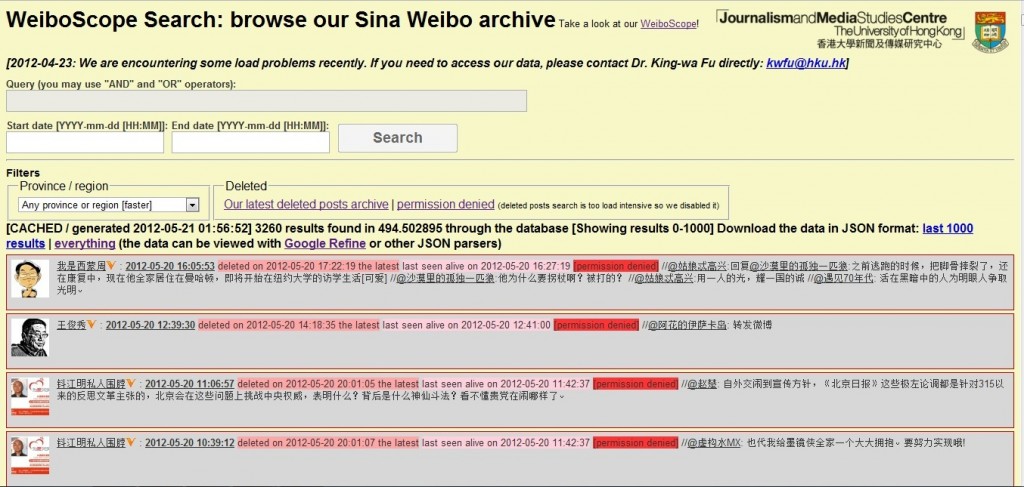 WeiboScope Search: browse our Sina Weibo archive Take a look at our WeiboScope!
JournalismandMediaStudiesCentre
TheUniversityofHongKong
香港大學新聞及傳媒研究中心
[2012-04-23: We are encountering some load problems recently. If you need to access our data, please contact Dr. King-wa Fu directly: kwfu@hku.hk]
Query (you may use "AND" and "OR" operators):
Start date [YYYY-mm-dd [HH:MM]]: End date [YYYY-mm-dd [HH:MM]]:
Search
Filters
Province / region
Any province or region [faster]
Deleted
Our latest deleted posts archive | permission denied (deleted posts search is too load intensive so we disabled it)
[CACHED / generated 2012-05-21 01:56:52] 3260 results found in 494.502895 through the database [Showing results 0-1000] Download the data in JSON format: last 1000
results | everything (the data can be viewed with Google Refine or other JSON parsers)
我是西蒙周 : 2012-05-20 16:05:53 deleted on 2012-05-20 17:22:19 the latest last seen alive on 2012-05-20 16:27:19 [permission denied] //@姑娘忒高兴:回复@沙漠里的孤独一匹狼:之前逃跑的时候，把脚骨摔裂了，还
在康复中，现在他全家居住在曼哈顿，即将开始在纽约大学的访学生活[可爱] //@沙漠里的孤独一匹狼:他为什么要拐杖啊？被打的？ //@姑娘忒高兴:用一人的光，耀一国的诚 //@遇见70年代: 活在黑暗中的人为明眼人争取
光明。
王俊秀 : 2012-05-20 12:39:30 deleted on 2012-05-20 14:18:35 the latest last seen alive on 2012-05-20 12:41:00 [permission denied] //@阿花的伊萨卡岛: 转发微博
钭江明私人围脖 : 2012-05-20 11:06:57 deleted on 2012-05-20 20:01:05 the latest last seen alive on 2012-05-20 11:42:37 [permission denied] //@赵楚: 自外交闹到宣传方针，《北京日报》这些极左论调都是针对315以
来的反思文革主张的，北京会在这些问题上挑战中央权威，表明什么？背后是什么神仙斗法？看不懂贵党在闹哪样了。
钭江明私人围脖 : 2012-05-20 10:39:12 deleted on 2012-05-20 20:01:07 the latest last seen alive on 2012-05-20 11:42:37 [permission denied] //@虚构水MX: 也代我给墨镜侠全家一个大大拥抱。要努力实现哦!